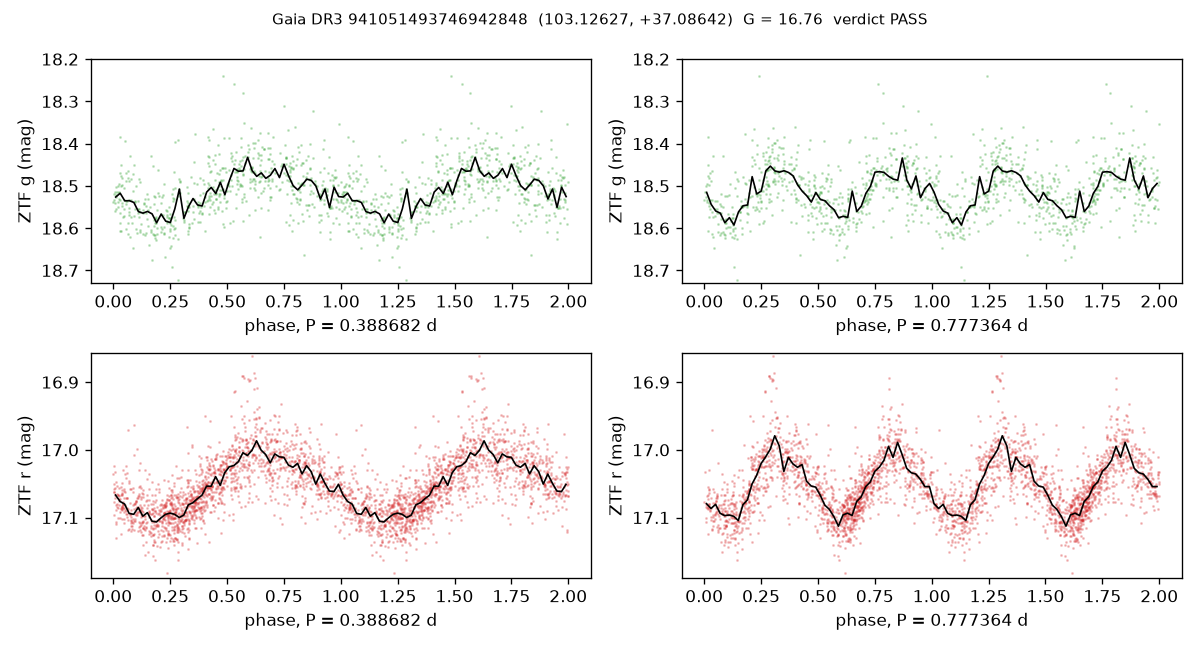 Gaia DR3 941051493746942848 (103.12627, +37.08642) G = 16.76 verdict PASS
18.2
18.3
18.4
18.5
18.6
18.7
ZTF g (mag)
0.00 0.25 0.50 0.75 1.00 1.25 1.50 1.75 2.00
phase, P = 0.388682 d
18.2
18.3
18.4
18.5
18.6
18.7
ZTF g (mag)
0.00 0.25 0.50 0.75 1.00 1.25 1.50 1.75 2.00
phase, P = 0.777364 d
16.9
17.0
17.1
ZTF r (mag)
0.00 0.25 0.50 0.75 1.00 1.25 1.50 1.75 2.00
phase, P = 0.388682 d
16.9
17.0
17.1
ZTF r (mag)
0.00 0.25 0.50 0.75 1.00 1.25 1.50 1.75 2.00
phase, P = 0.777364 d